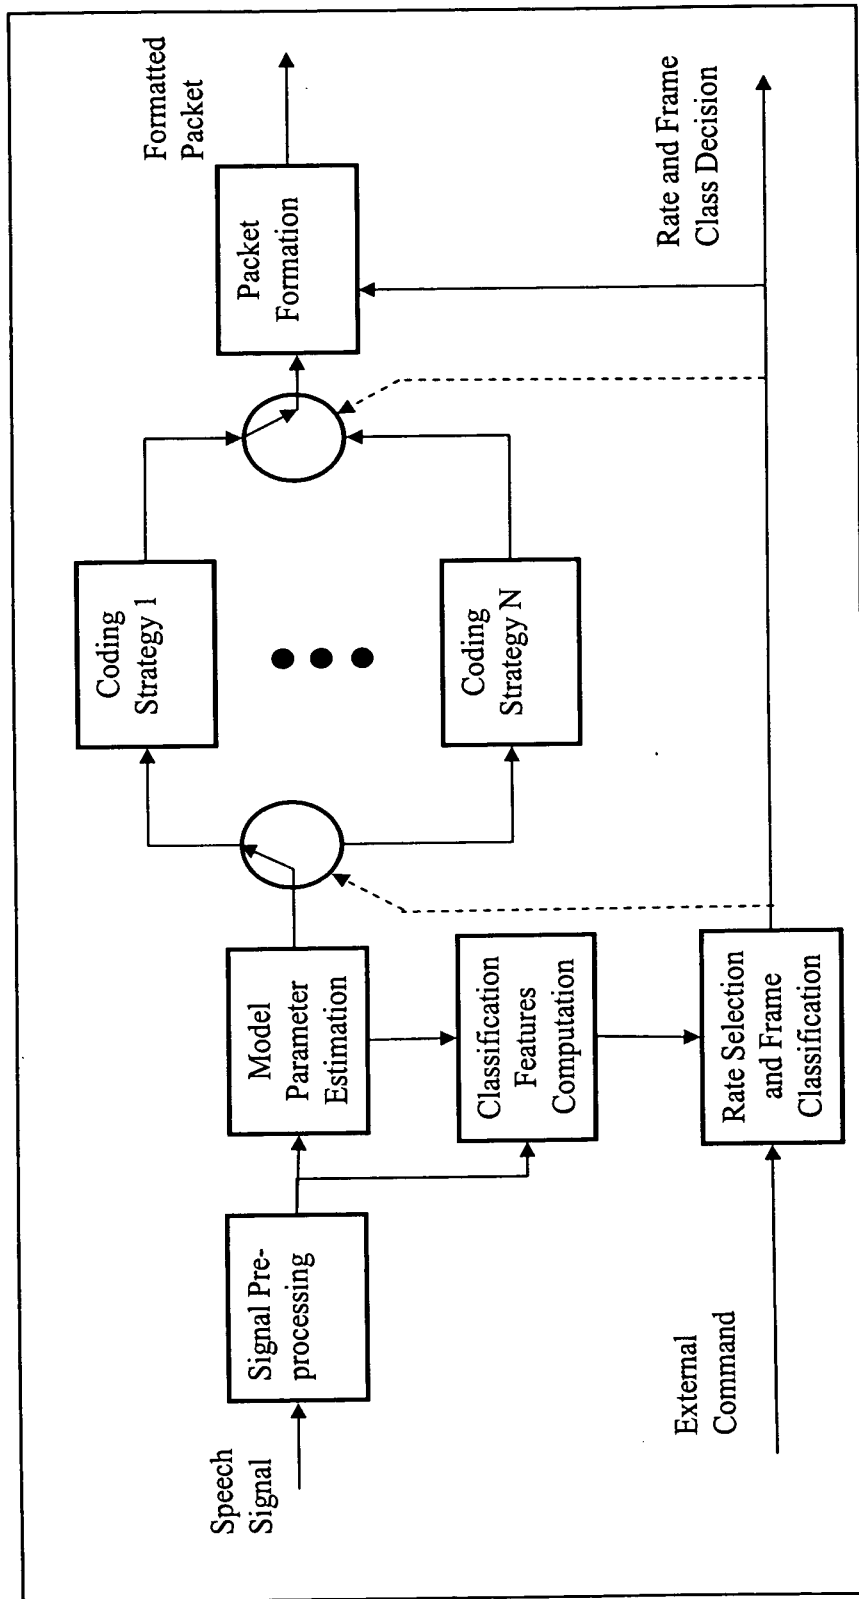 Speech
Signal
Signal Pre-
processing
Model
Parameter
Estimation
Classification
Features
Computation
External
Command
Rate Selection
and Frame
Classification
Coding
Strategy 1
Coding
Strategy N
Packet
Formation
Formatted
Packet
Rate and Frame
Class Decision